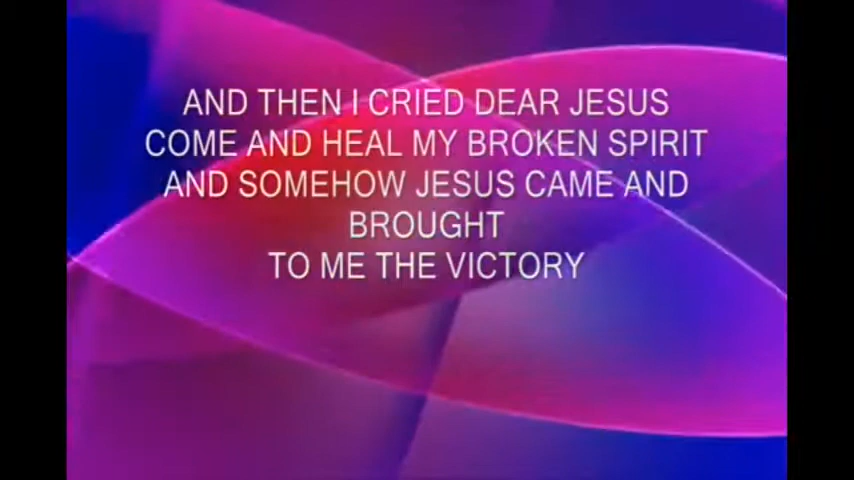 AND THEN I CRIED DEAR JESUS
COME AND HEAL MY BROKEN SPIRIT
AND SOMEHOW JESUS CAME AND
BROUGHT
TO ME THE VICTORY